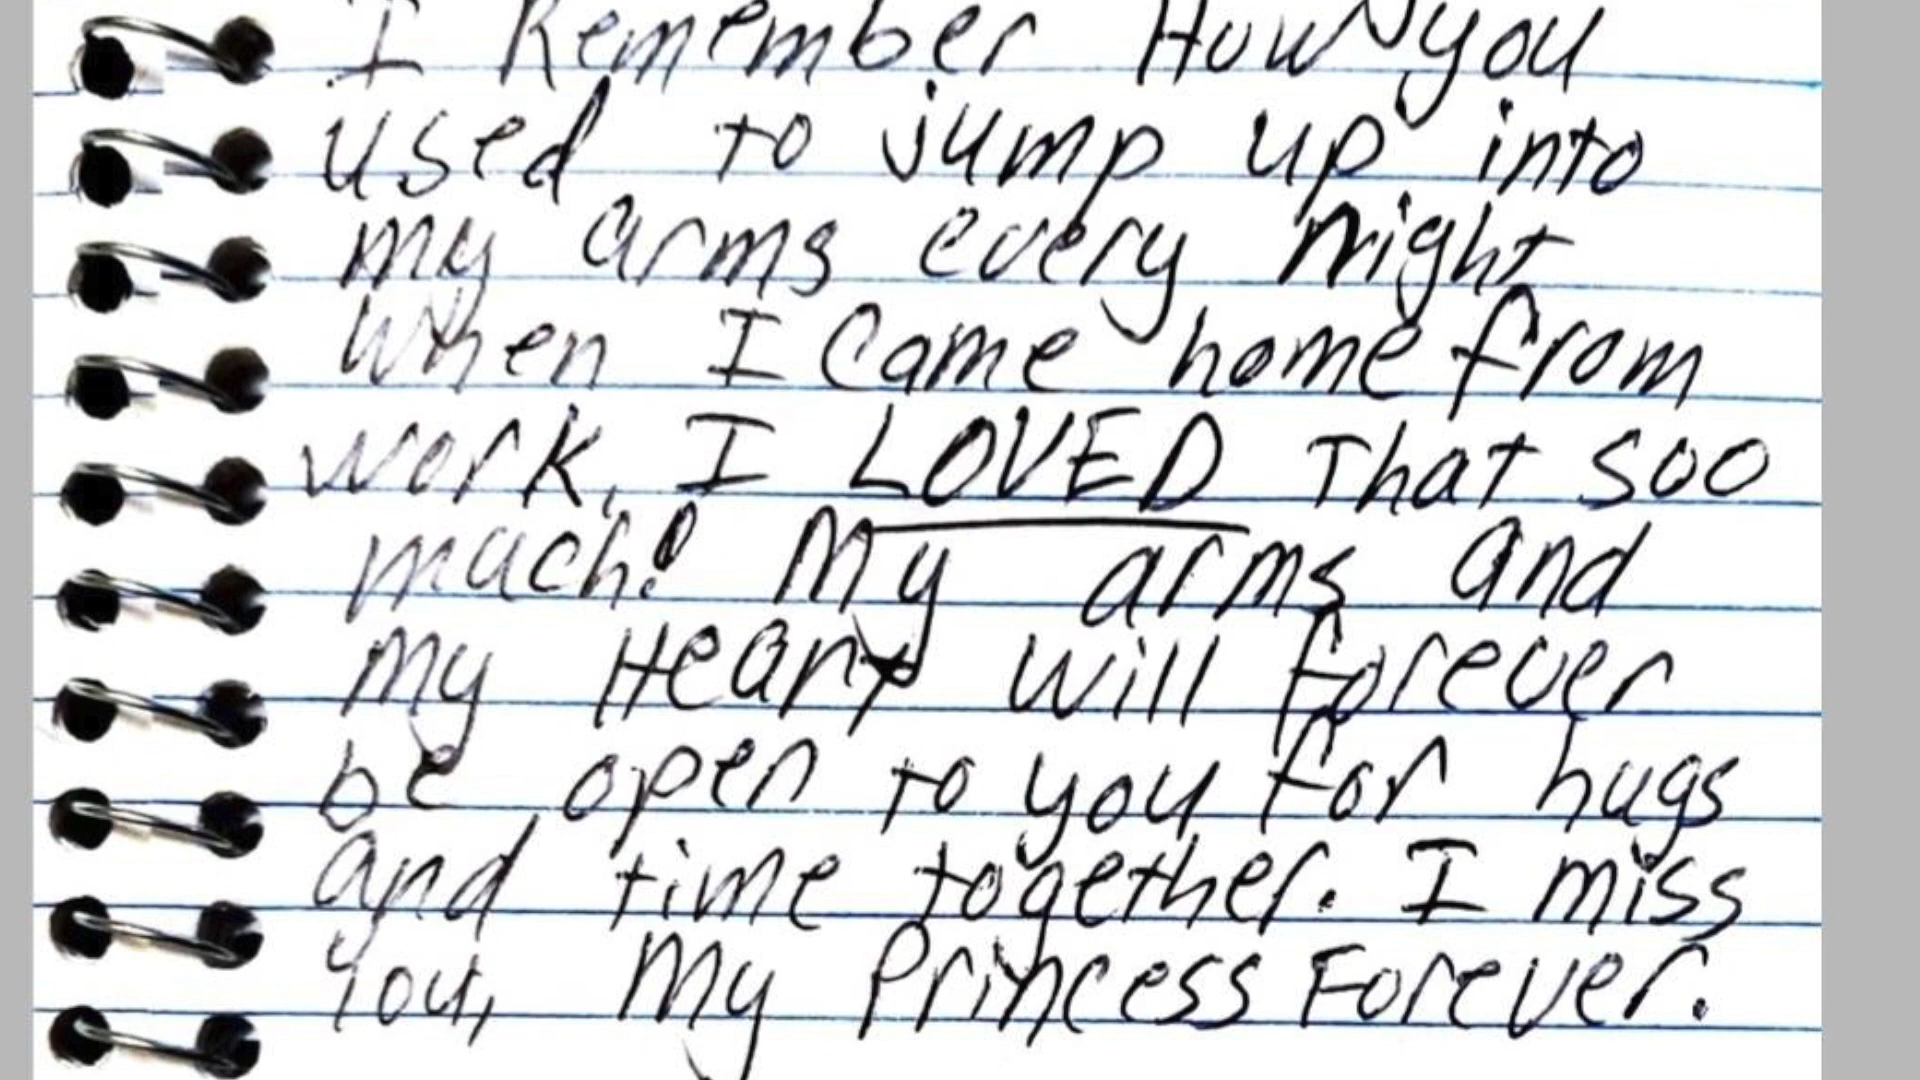 I Remember How you
used to jump up into
my arms every night
When I Came home from
work, I LOVED That soo
much! My arms and
my Heart will forever
be open to you for hugs
and time together. I miss
You, My Princess Forever.